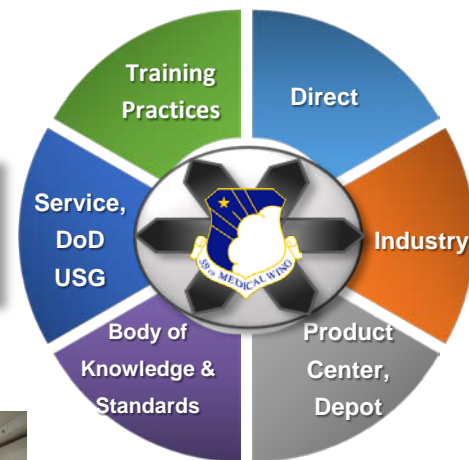 Training
Practices
Direct
Service,
DoD
USG
Industry
59TH MEDICAL WING
Body of
Knowledge &
Standards
Product
Center,
Depot